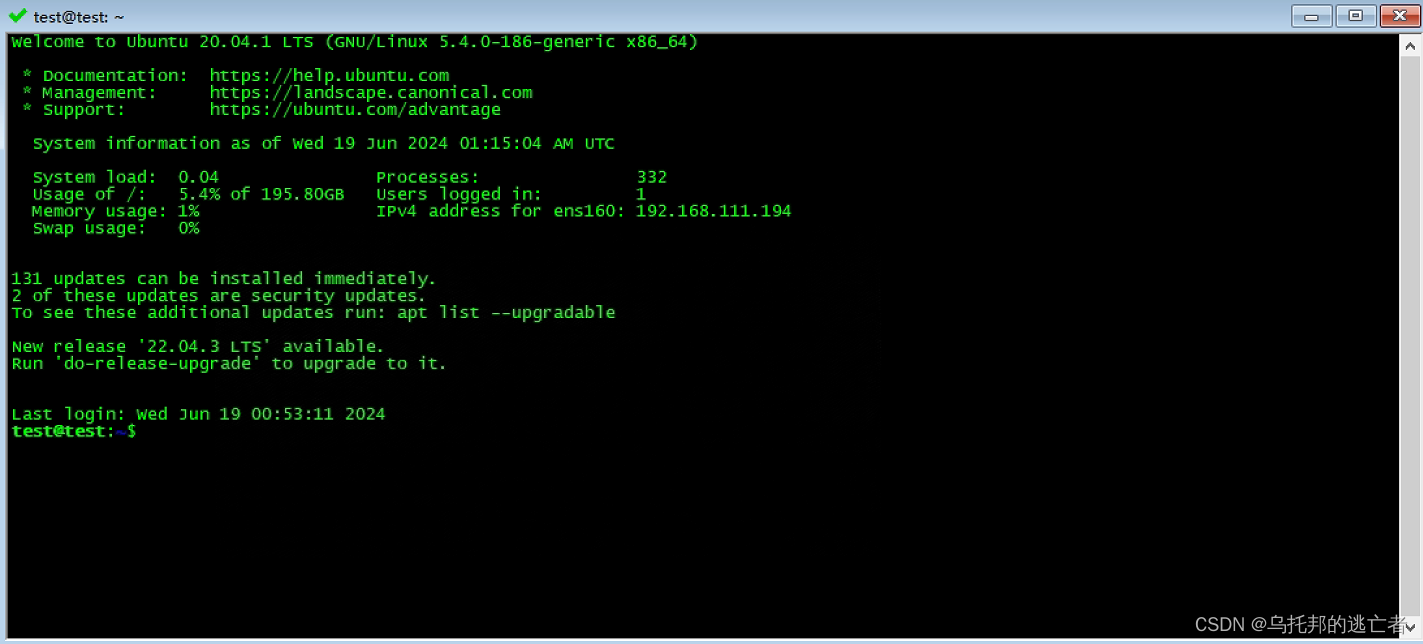 test@test: ~
Welcome to Ubuntu 20.04.1 LTS (GNU/Linux 5.4.0-186-generic x86_64)
* Documentation:  https://help.ubuntu.com
* Management:     https://landscape.canonical.com
* Support:        https://ubuntu.com/advantage
System information as of Wed 19 Jun 2024 01:15:04 AM UTC
System load:  0.04               Processes:               332
Usage of /:   5.4% of 195.80GB   Users logged in:         1
Memory usage: 1%                 IPv4 address for ens160: 192.168.111.194
Swap usage:   0%
131 updates can be installed immediately.
2 of these updates are security updates.
To see these additional updates run: apt list --upgradable
New release '22.04.3 LTS' available.
Run 'do-release-upgrade' to upgrade to it.
Last login: Wed Jun 19 00:53:11 2024
test@test:~$
CSDN @乌托邦的逃亡者